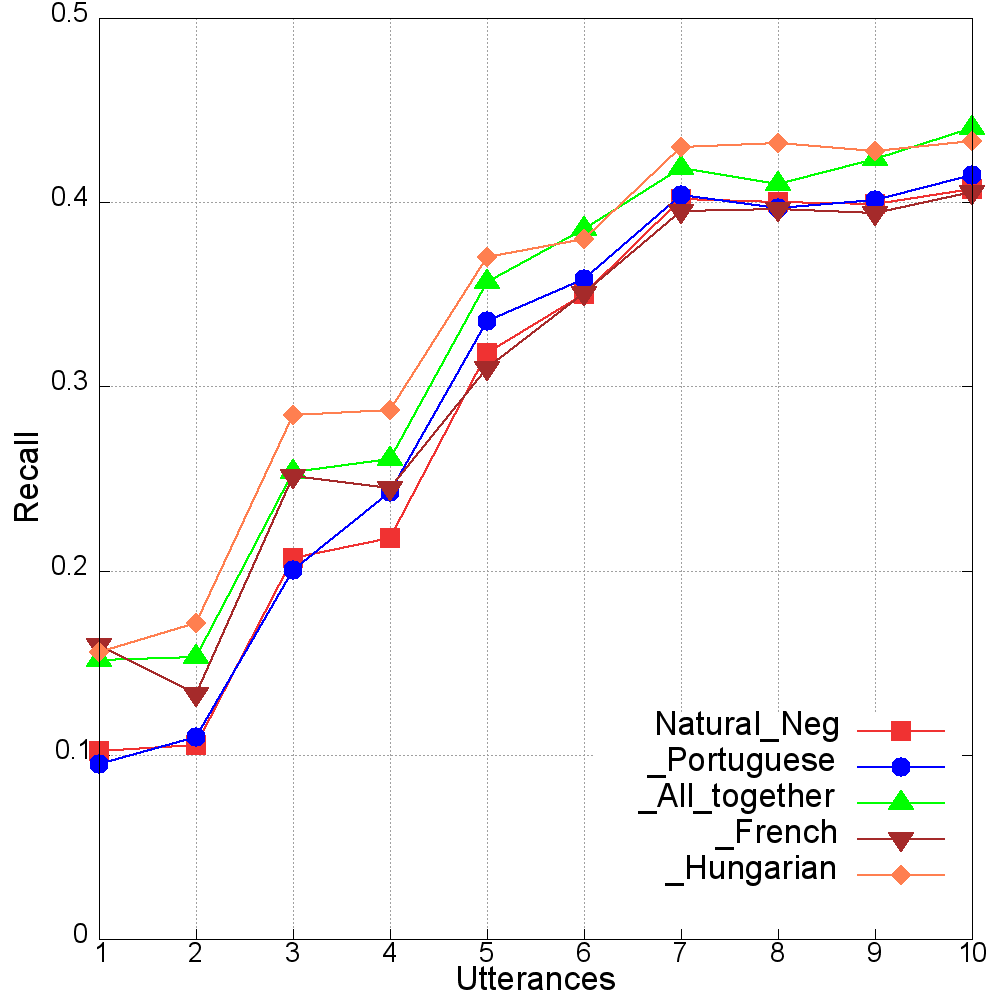 0.5
0.4
0.3
0.2
0.1
0
Recall
1 2 3 4 5 6 7 8 9 10
Utterances
Natural_Neg
_Portuguese
_All_together
_French
_Hungarian